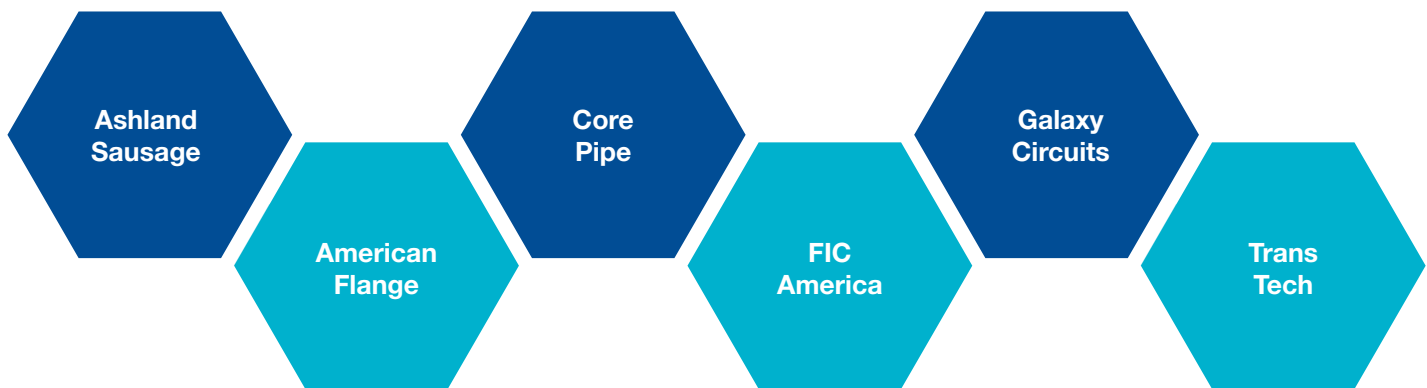 Ashland
Sausage
American
Flange
Core
Pipe
FIC
America
Galaxy
Circuits
Trans
Tech